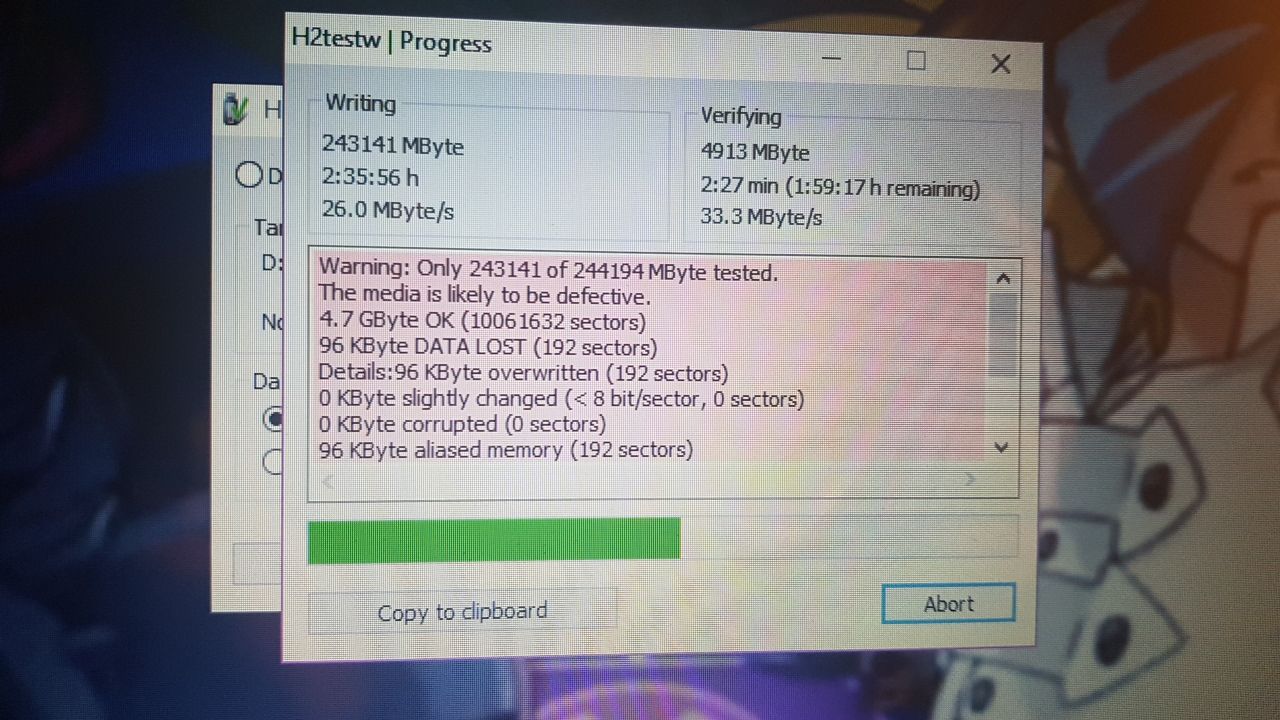 H2testw | Progress
H
Writing
243141 MByte
2:35:56 h
26.0 MByte/s
Verifying
4913 MByte
2:27 min (1:59:17 h remaining)
33.3 MByte/s
D
Tar
D:
No
Da
Warning: Only 243141 of 244194 MByte tested.
The media is likely to be defective.
4.7 GByte OK (10061632 sectors)
96 KByte DATA LOST (192 sectors)
Details:96 KByte overwritten (192 sectors)
0 KByte slightly changed (< 8 bit/sector, 0 sectors)
0 KByte corrupted (0 sectors)
96 KByte aliased memory (192 sectors)
Copy to clipboard
Abort